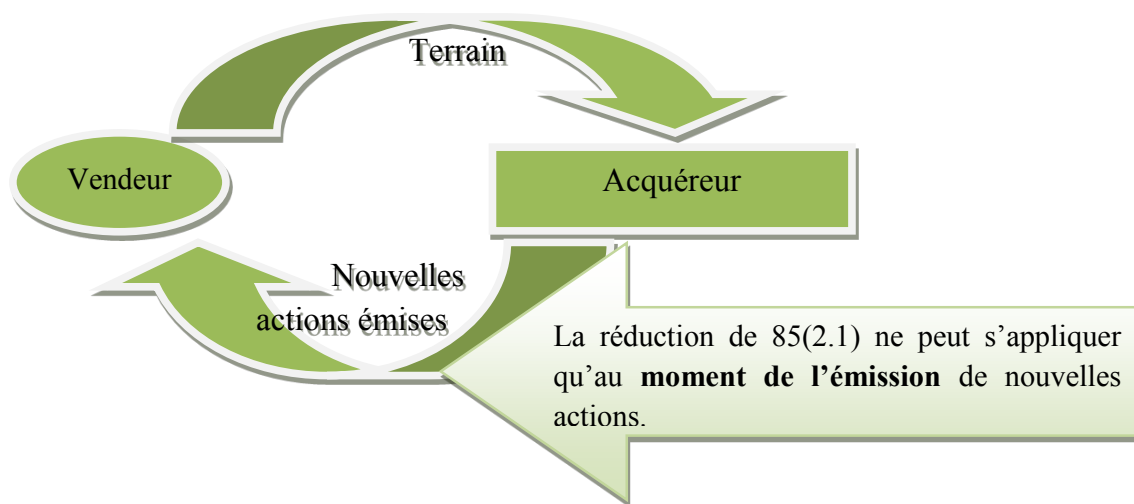 Terrain
Vendeur
Acquéreur
Nouvelles
actions émises
La réduction de 85(2.1) ne peut s’appliquer
qu’au moment de l’émission de nouvelles
actions.